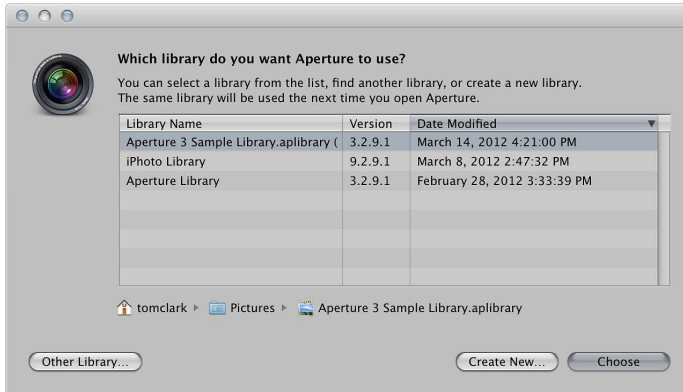 Which library do you want Aperture to use?
You can select a library from the list, find another library, or create a new library.
The same library will be used the next time you open Aperture.
Library Name Version Date Modified
Aperture 3 Sample Library.aplibrary ( 3.2.9.1 March 14, 2012 4:21:00 PM
iPhoto Library 9.2.9.1 March 8, 2012 2:47:32 PM
Aperture Library 3.2.9.1 February 28, 2012 3:33:39 PM
tomclark Pictures Aperture 3 Sample Library.aplibrary
Other Library... Create New... Choose